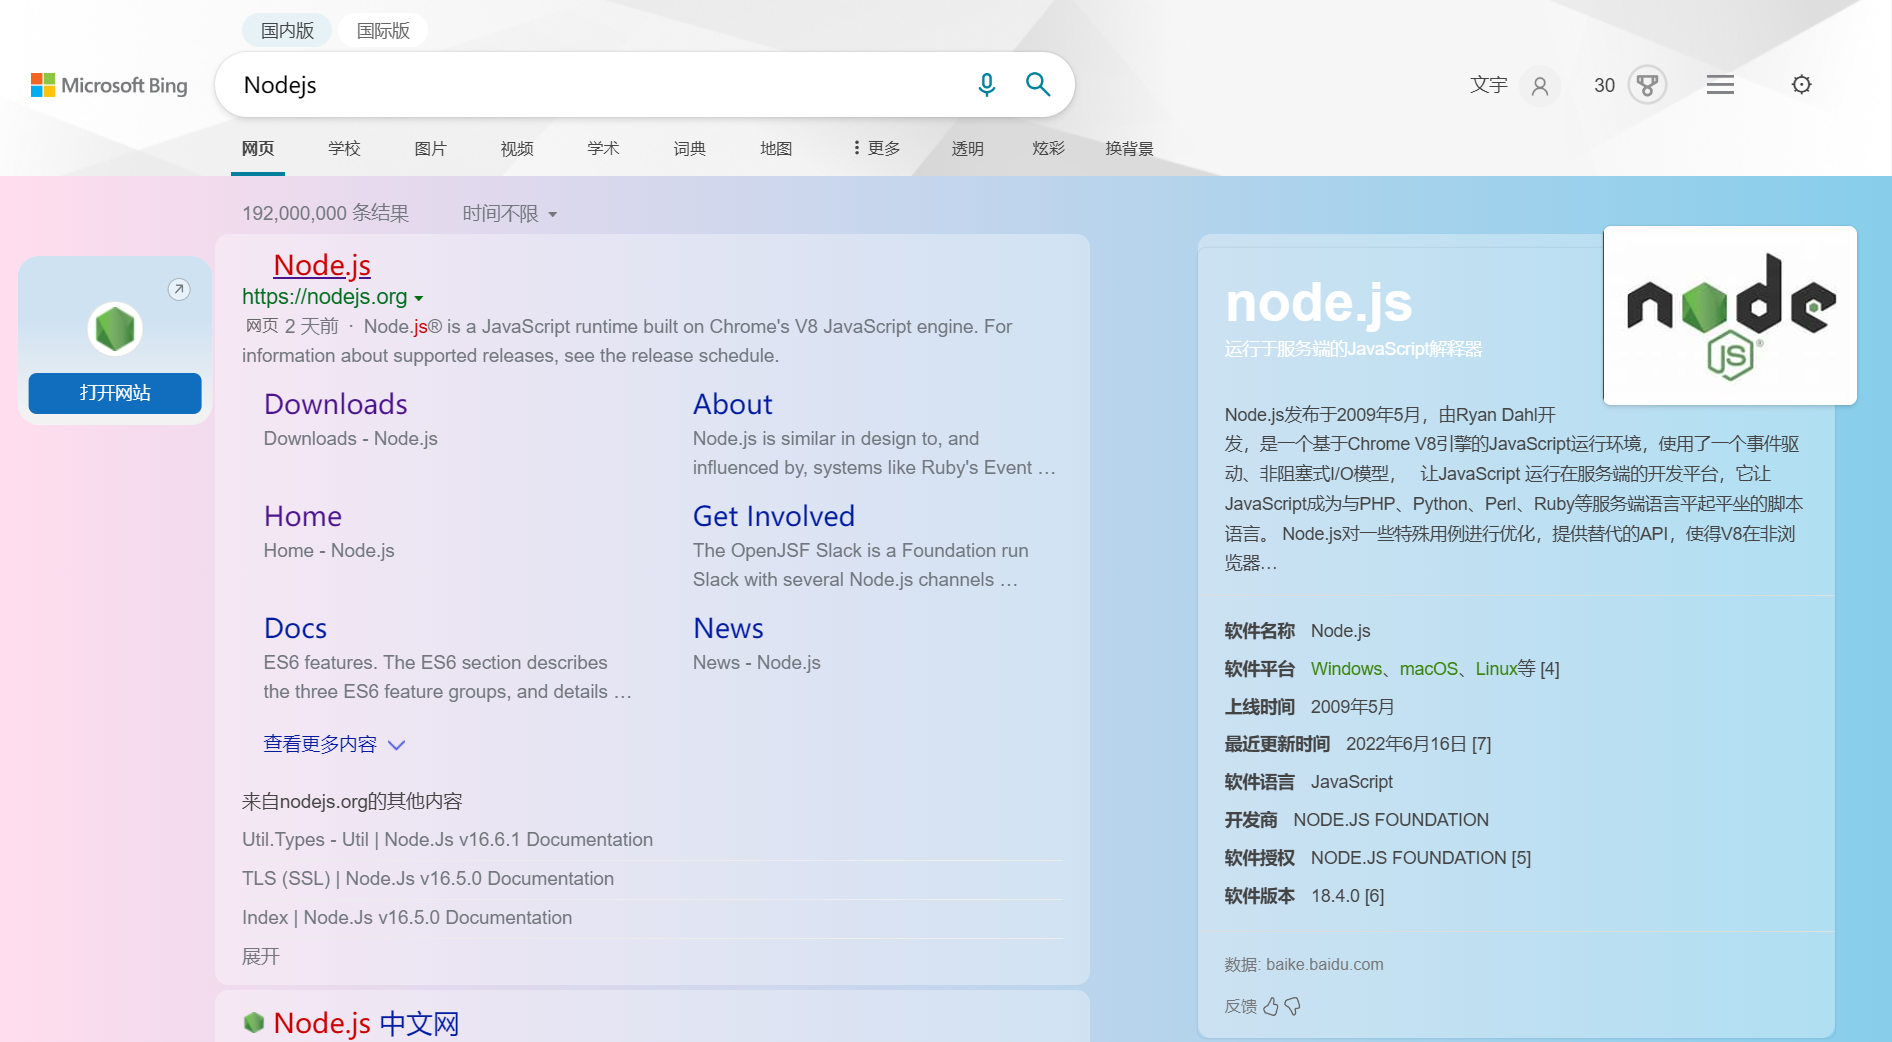 国内版 国际版
Microsoft Bing
Nodejs
文宇 30
网页 学校 图片 视频 学术 词典 地图 更多 透明 炫彩 换背景
192,000,000 条结果 时间不限
打开网站
Node.js
https://nodejs.org
网页 2 天前 · Node.js® is a JavaScript runtime built on Chrome's V8 JavaScript engine. For
information about supported releases, see the release schedule.
Downloads
Downloads - Node.js
About
Node.js is similar in design to, and
influenced by, systems like Ruby's Event …
Home
Home - Node.js
Get Involved
The OpenJSF Slack is a Foundation run
Slack with several Node.js channels …
Docs
ES6 features. The ES6 section describes
the three ES6 feature groups, and details …
News
News - Node.js
查看更多内容
来自nodejs.org的其他内容
Util.Types - Util | Node.Js v16.6.1 Documentation
TLS (SSL) | Node.Js v16.5.0 Documentation
Index | Node.Js v16.5.0 Documentation
展开
Node.js 中文网
node.js
运行于服务端的JavaScript解释器
node
JS®
Node.js发布于2009年5月，由Ryan Dahl开
发，是一个基于Chrome V8引擎的JavaScript运行环境，使用了一个事件驱
动、非阻塞式I/O模型， 让JavaScript 运行在服务端的开发平台，它让
JavaScript成为与PHP、Python、Perl、Ruby等服务端语言平起平坐的脚本
语言。 Node.js对一些特殊用例进行优化，提供替代的API，使得V8在非浏
览器…
软件名称 Node.js
软件平台 Windows、macOS、Linux等 [4]
上线时间 2009年5月
最近更新时间 2022年6月16日 [7]
软件语言 JavaScript
开发商 NODE.JS FOUNDATION
软件授权 NODE.JS FOUNDATION [5]
软件版本 18.4.0 [6]
数据: baike.baidu.com
反馈